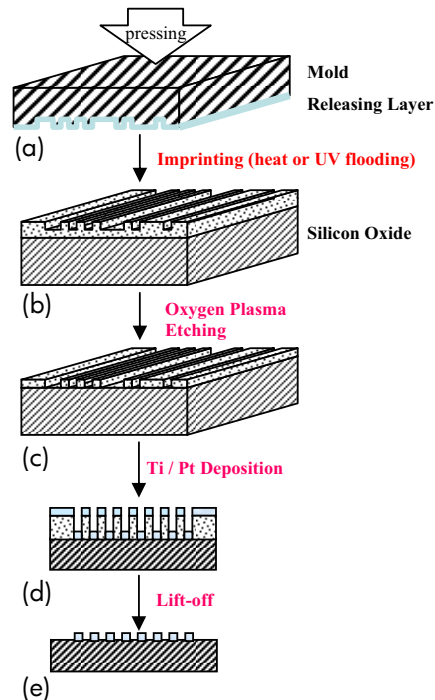 pressing
Mold
Releasing Layer
(a)
Imprinting (heat or UV flooding)
Silicon Oxide
(b)
Oxygen Plasma
Etching
(c)
Ti / Pt Deposition
(d)
Lift-off
(e)